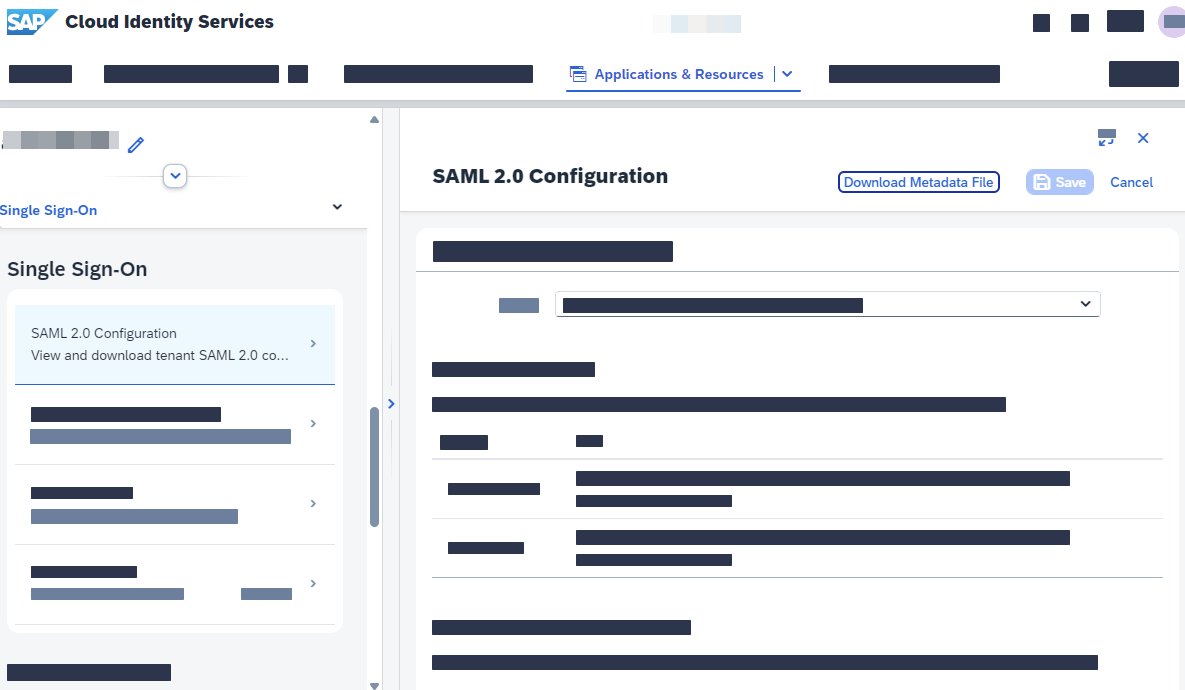 SAP Cloud Identity Services
Applications & Resources
Single Sign-On
Single Sign-On
SAML 2.0 Configuration
View and download tenant SAML 2.0 co...
SAML 2.0 Configuration
Download Metadata File
Save
Cancel